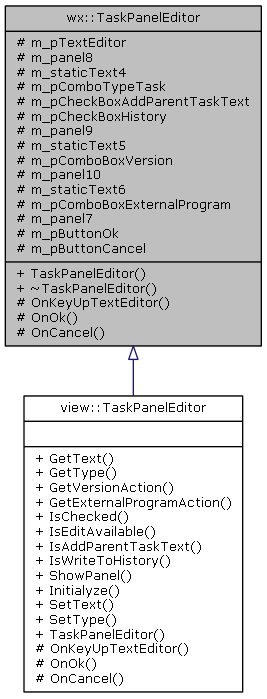 wx::TaskPanelEditor
# m_pTextEditor
# m_panel8
# m_staticText4
# m_pComboTypeTask
# m_pCheckBoxAddParentTaskText
# m_pCheckBoxHistory
# m_panel9
# m_staticText5
# m_pComboBoxVersion
# m_panel10
# m_staticText6
# m_pComboBoxExternalProgram
# m_panel7
# m_pButtonOk
# m_pButtonCancel
+ TaskPanelEditor()
+ ~TaskPanelEditor()
# OnKeyUpTextEditor()
# OnOk()
# OnCancel()
view::TaskPanelEditor
+ GetText()
+ GetType()
+ GetVersionAction()
+ GetExternalProgramAction()
+ IsChecked()
+ IsEditAvailable()
+ IsAddParentTaskText()
+ IsWriteToHistory()
+ ShowPanel()
+ Initialyze()
+ SetText()
+ SetType()
+ TaskPanelEditor()
# OnKeyUpTextEditor()
# OnOk()
# OnCancel()